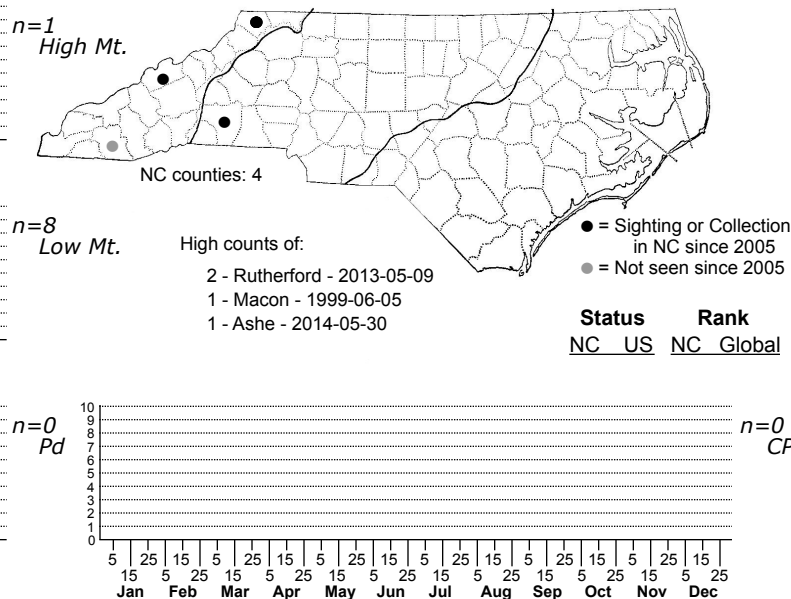 n=1
High Mt.
NC counties: 4
n=8
Low Mt.
High counts of:
2 - Rutherford - 2013-05-09
1 - Macon - 1999-06-05
1 - Ashe - 2014-05-30
= Sighting or Collection
in NC since 2005
= Not seen since 2005
Status Rank
NC US NC Global
n=0
Pd
10
9
8
7
6
5
4
3
2
1
0
n=0
CP
5 25 15 5 25 15 5 25 15 5 25 15 5 25 15 5 25 15
15 5 25 15 5 25 15 5 25 15 5 25 15 5 25 15 5 25
Jan Feb Mar Apr May Jun Jul Aug Sep Oct Nov Dec